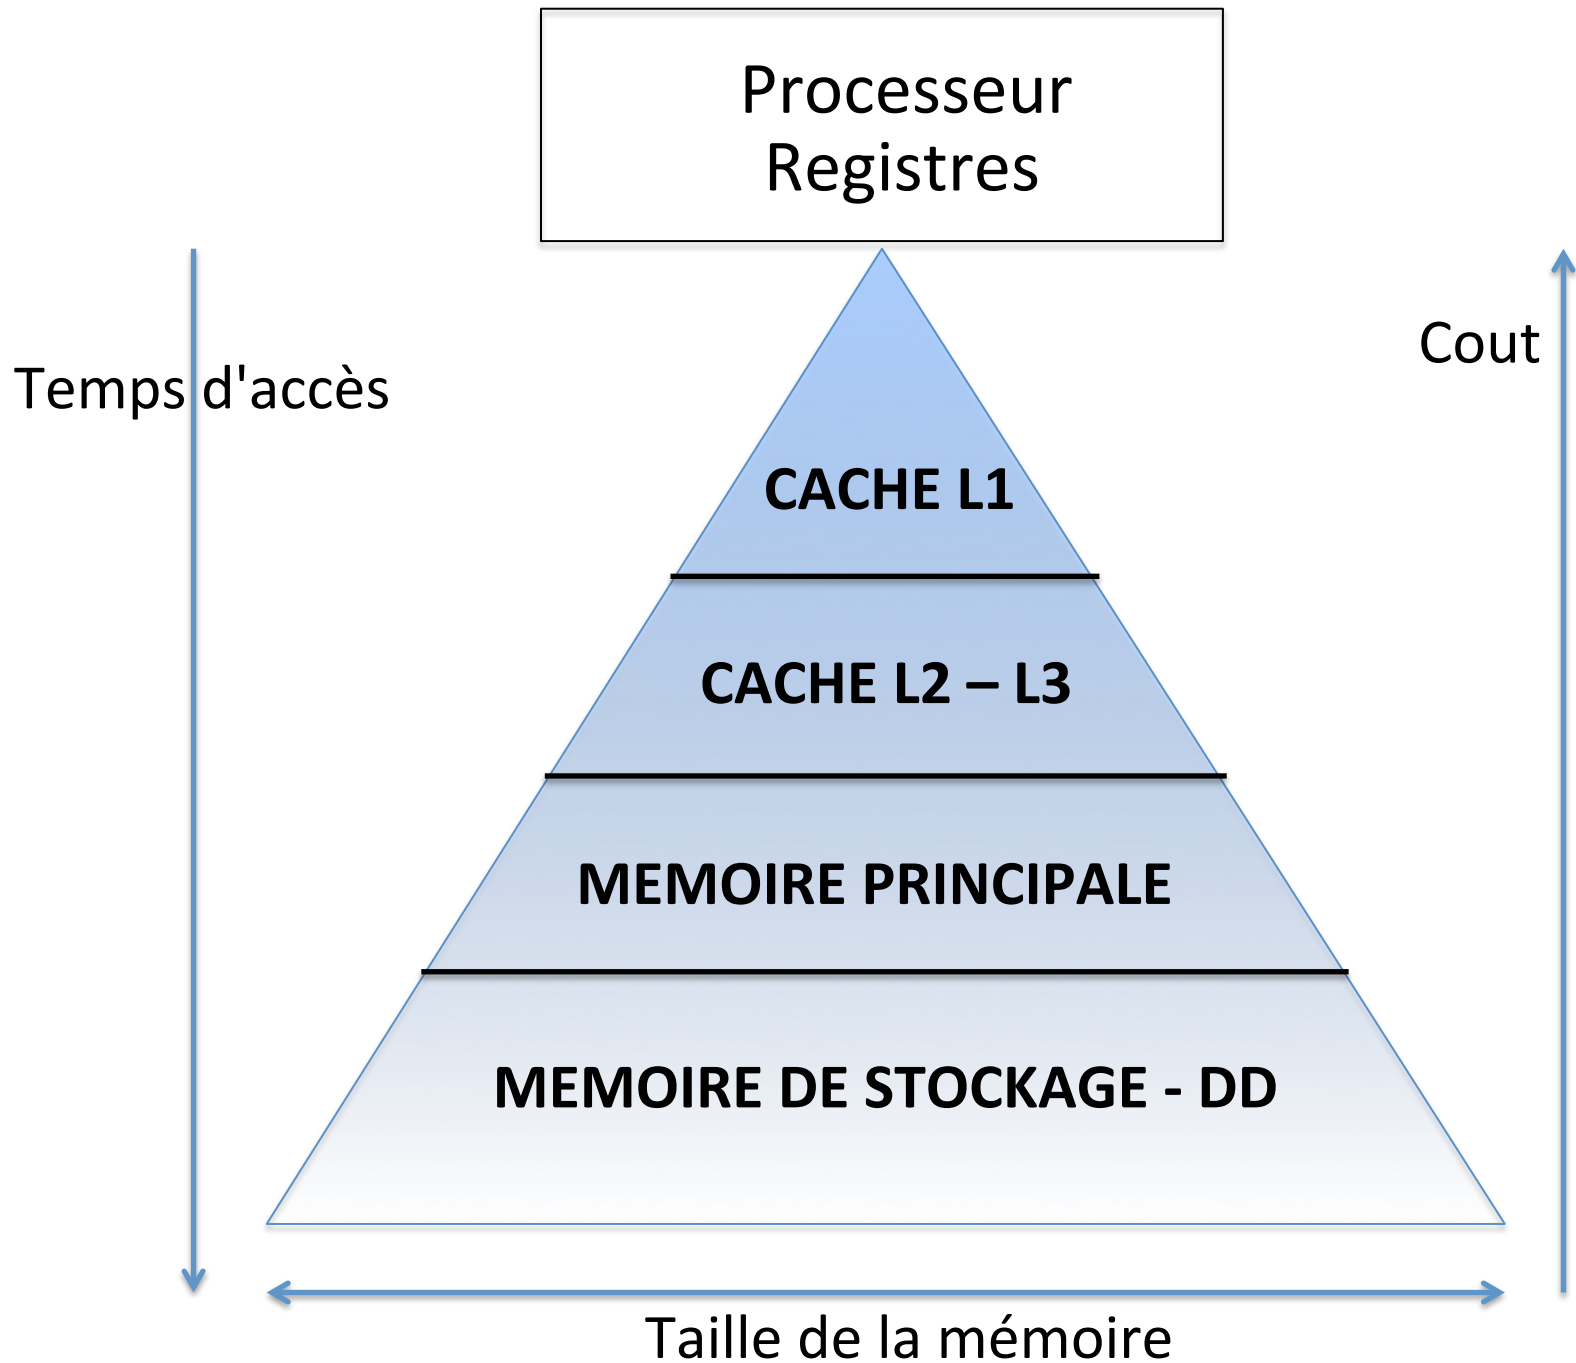 Processeur
Registres
Temps d'accès
Cout
CACHE L1
CACHE L2 – L3
MEMOIRE PRINCIPALE
MEMOIRE DE STOCKAGE - DD
Taille de la mémoire